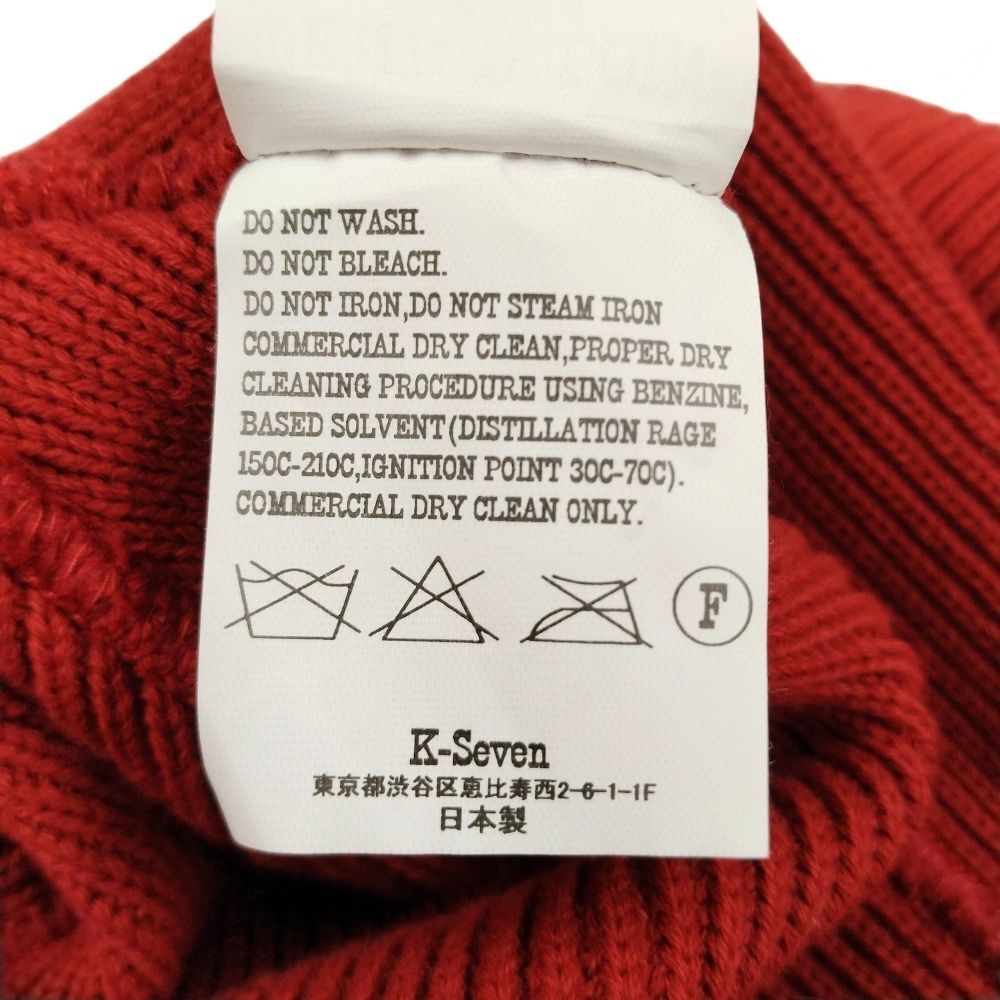 DO NOT WASH.
DO NOT BLEACH.
DO NOT IRON,DO NOT STEAM IRON
COMMERCIAL DRY CLEAN,PROPER DRY
CLEANING PROCEDURE USING BENZINE,
BASED SOLVENT(DISTILLATION RAGE
150C-210C,IGNITION POINT 30C-70C).
COMMERCIAL DRY CLEAN ONLY.
F
K-Seven
東京都渋谷区恵比寿西2-6-1-1F
日本製